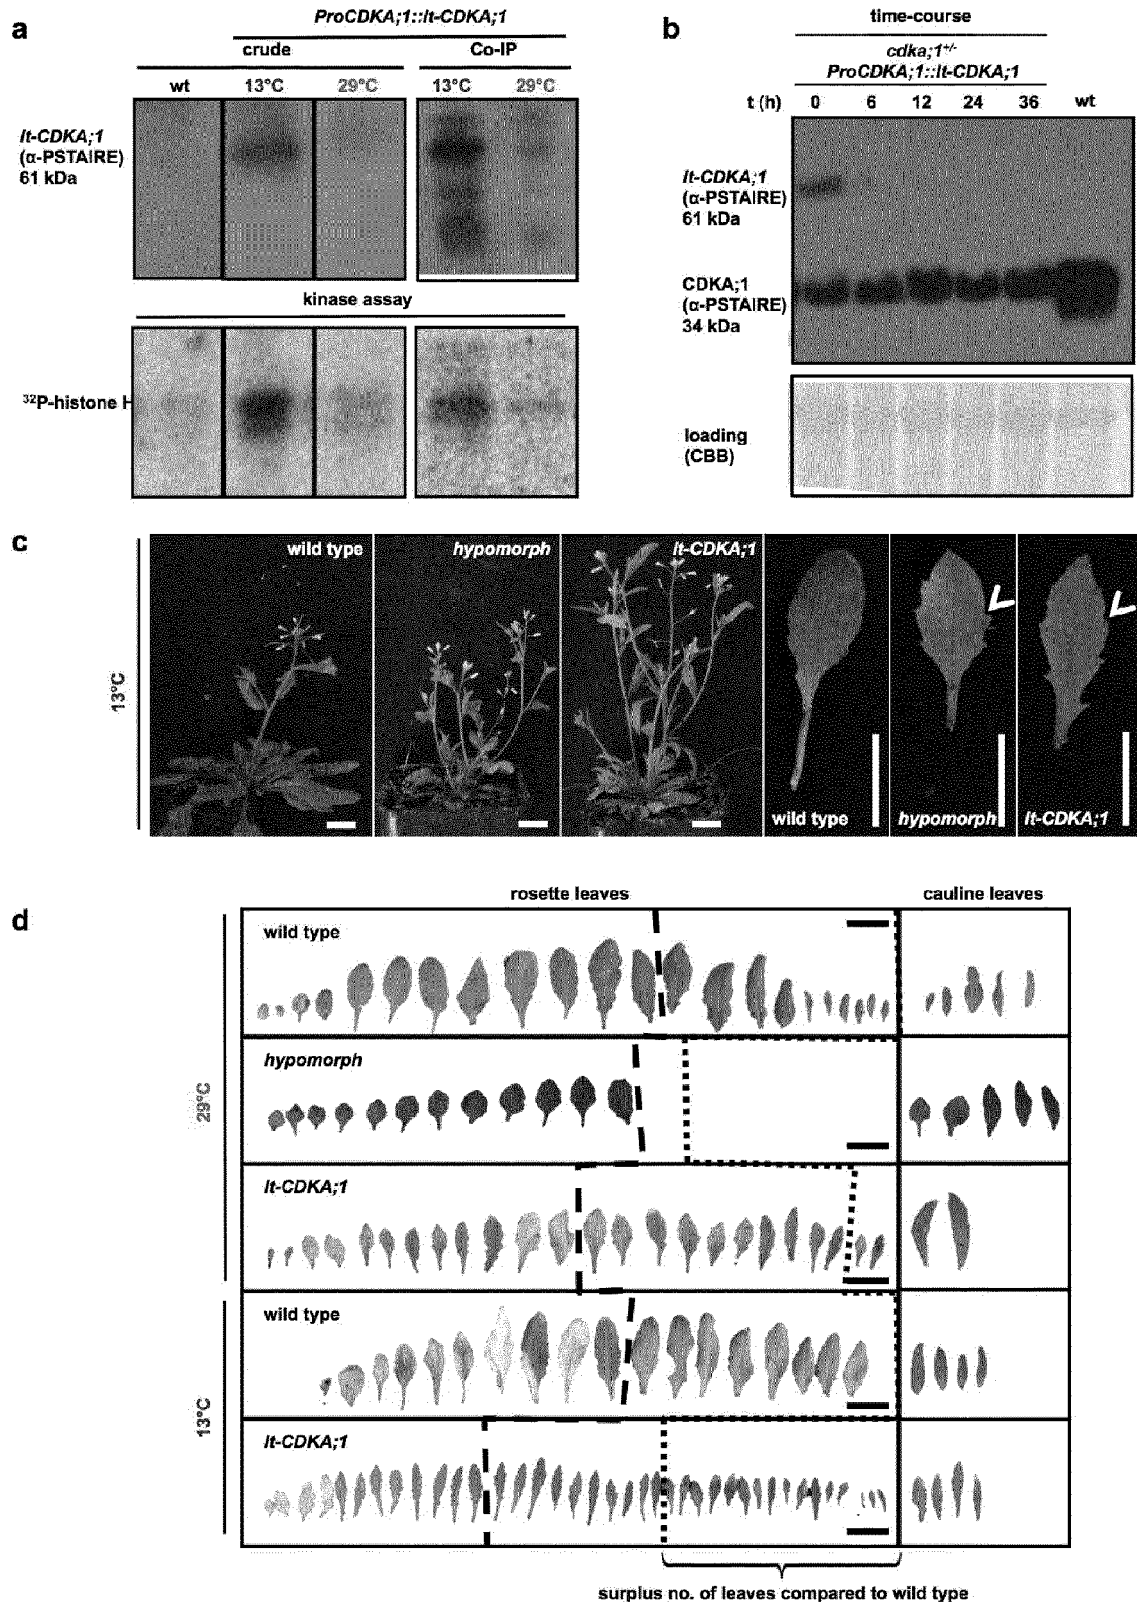 a
ProCDKA;1::lt-CDKA;1
crude
Co-IP
wt
13°C
29°C
13°C
29°C
lt-CDKA;1
(α-PSTAIRE)
61 kDa
kinase assay
³²P-histone H
b
time-course
cdka;1⁺/⁻
ProCDKA;1::lt-CDKA;1
t (h)
0
6
12
24
36
wt
lt-CDKA;1
(α-PSTAIRE)
61 kDa
CDKA;1
(α-PSTAIRE)
34 kDa
loading
(CBB)
c
13°C
wild type
hypomorph
lt-CDKA;1
wild type
hypomorph
lt-CDKA;1
d
rosette leaves
cauline leaves
29°C
wild type
hypomorph
lt-CDKA;1
13°C
wild type
lt-CDKA;1
surplus no. of leaves compared to wild type